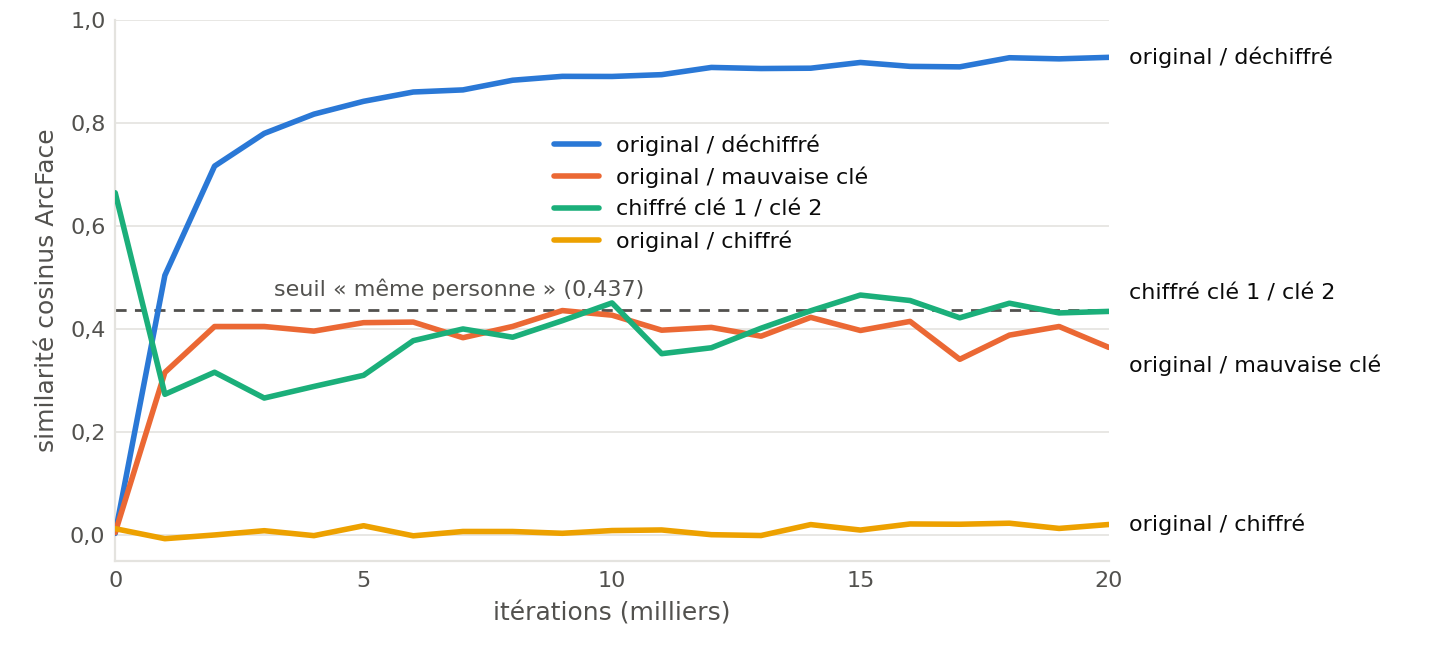 1,0
0,8
0,6
0,4
0,2
0,0
similarité cosinus ArcFace
original / déchiffré
original / mauvaise clé
chiffré clé 1 / clé 2
original / chiffré
seuil « même personne » (0,437)
original / déchiffré
chiffré clé 1 / clé 2
original / mauvaise clé
original / chiffré
0 5 10 15 20
itérations (milliers)